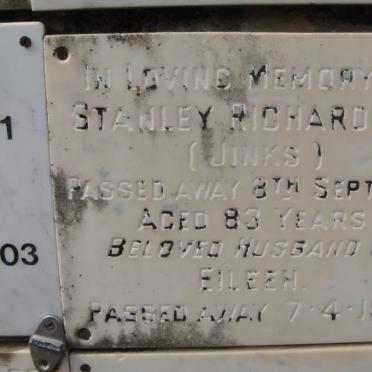 1
03
IN LOVING MEMORY
STANLEY RICHARD
(JINKS)
PASSED AWAY 8TH SEPT
AGED 83 YEARS
BELOVED HUSBAND
EILEEN.
PASSED AWAY 7·4·1